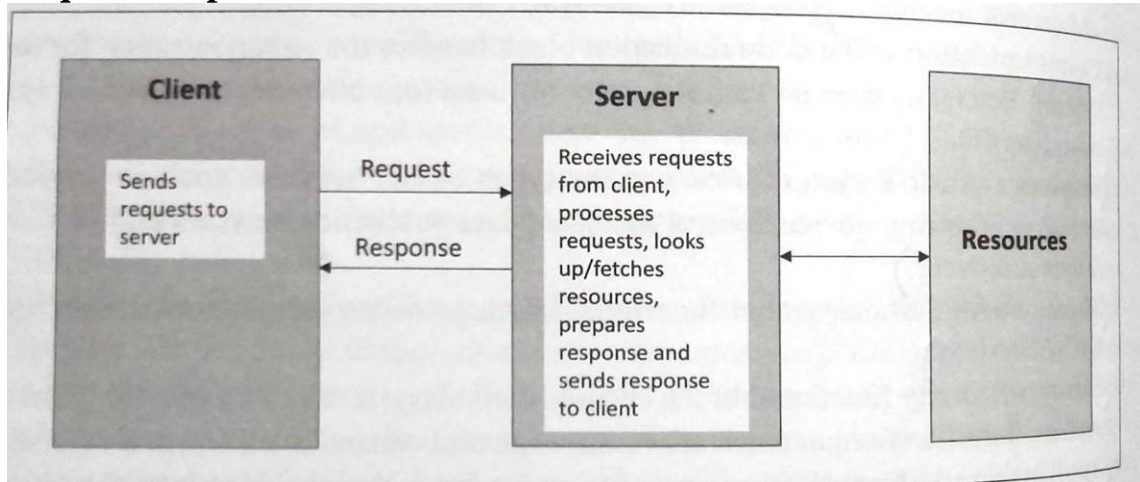 Client
Sends
requests to
server
Request
Response
Server
Receives requests
from client,
processes
requests, looks
up/fetches
resources,
prepares
response and
sends response
to client
Resources